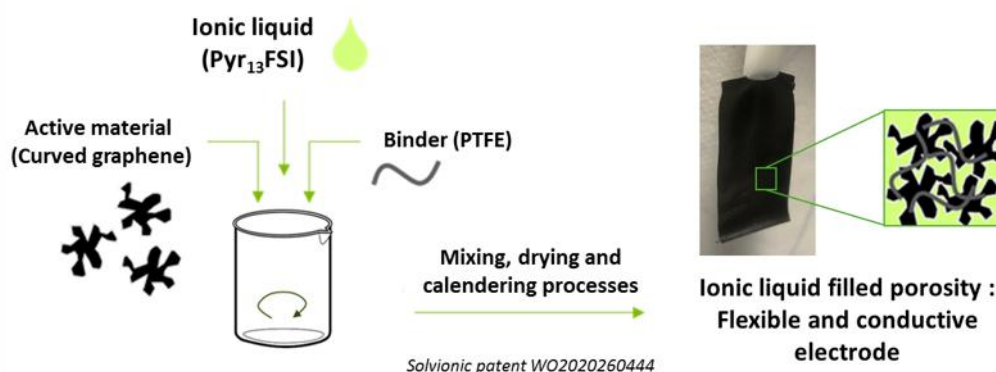 Ionic liquid
(Pyr₁₃FSI)
Active material
(Curved graphene)
Binder (PTFE)
Mixing, drying and
calendering processes
Solvionic patent WO2020260444
Ionic liquid filled porosity :
Flexible and conductive
electrode